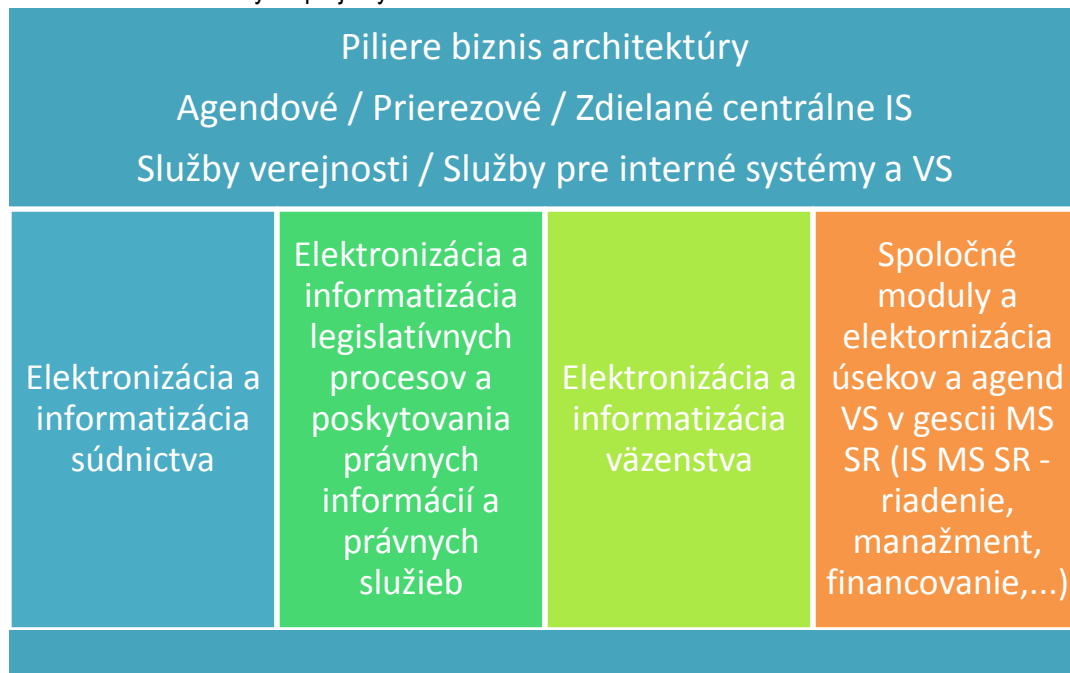 Piliere biznis architektúry
Agendové / Prierezové / Zdielané centrálne IS
Služby verejnosti / Služby pre interné systémy a VS
Elektronizácia a
informatizácia
súdnictva
Elektronizácia a
informatizácia
legislatívnych
procesov a
poskytovania
právnych
informácií a
právnych
služieb
Elektronizácia a
informatizácia
väzenstva
Spoločné
moduly a
elektornizácia
úsekov a agend
VS v gescii MS
SR (IS MS SR -
riadenie,
manažment,
financovanie,...)